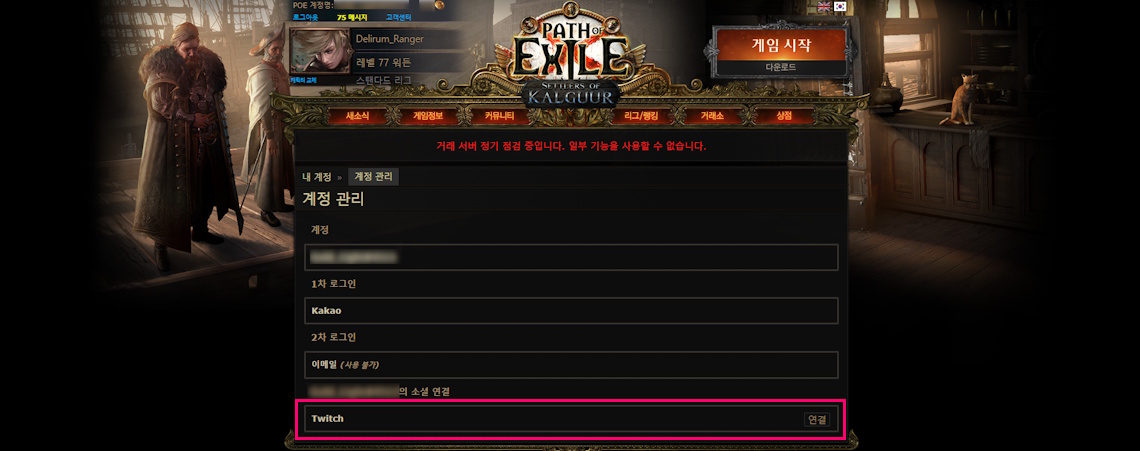 POE 계정명:
로그아웃 75 메시지 고객센터
Delirum_Ranger
레벨 77 워든
스탠다드 리그
캐릭터 교체
PATH OF
EXILE
SETTLERS OF
KALGUUR
게임 시작
다운로드
새소식 게임정보 커뮤니티 리그/랭킹 거래소 상점
거래 서버 정기 점검 중입니다. 일부 기능을 사용할 수 없습니다.
내 계정 » 계정 관리
계정 관리
계정
1차 로그인
Kakao
2차 로그인
이메일 (사용 불가)
의 소셜 연결
Twitch 연결